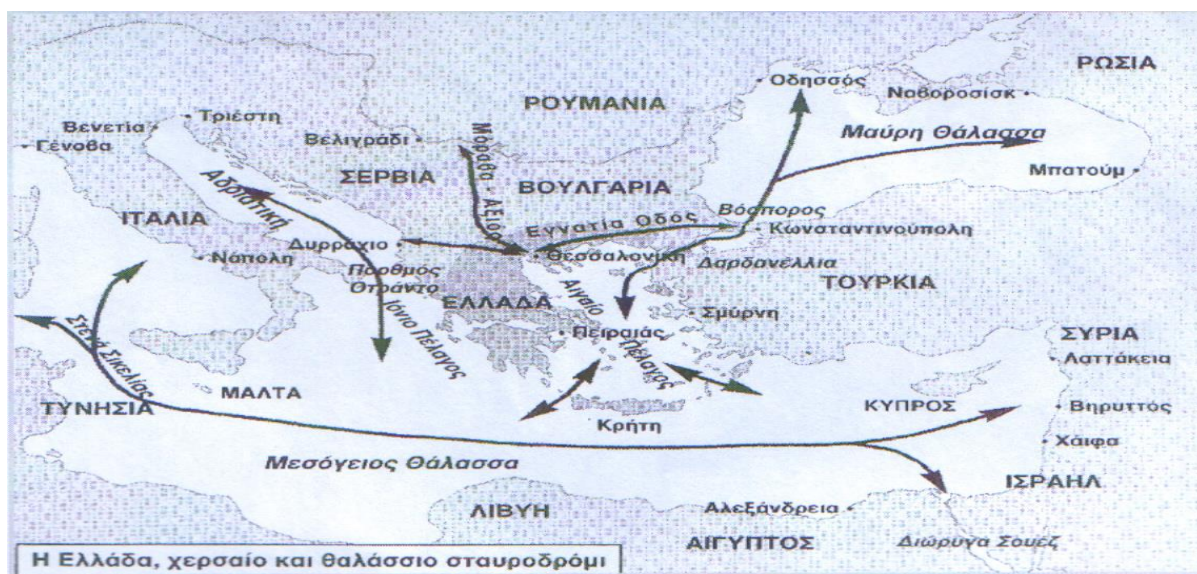 ΡΩΣΙΑ
Οδησσός
Νοβοροσίσκ
ΡΟΥΜΑΝΙΑ
Τριέστη
Βενετία
Γένοβα
Βελιγράδι
Μοράβα - Αξιός
Μαύρη Θάλασσα
ΣΕΡΒΙΑ
ΒΟΥΛΓΑΡΙΑ
Μπατούμ
Αδριατική
ΙΤΑΛΙΑ
Εγνατία Οδός
Βόσπορος
Κωνσταντινούπολη
Δυρράχιο
Νάπολη
Θεσσαλονίκη
Δαρδανέλλια
Πορθμός
Οτράντο
ΤΟΥΡΚΙΑ
ΕΛΛΑΔΑ
Αιγαίο
Πέλαγος
Ιόνιο Πέλαγος
Σμύρνη
Πειραιάς
ΣΥΡΙΑ
Λαττάκεια
Στενά Σικελίας
ΜΑΛΤΑ
ΤΥΝΗΣΙΑ
ΚΥΠΡΟΣ
Βηρυττός
Κρήτη
Χάιφα
Μεσόγειος Θάλασσα
ΙΣΡΑΗΛ
ΛΙΒΥΗ
Αλεξάνδρεια
ΑΙΓΥΠΤΟΣ
Διώρυγα Σουέζ
Η Ελλάδα, χερσαίο και θαλάσσιο σταυροδρόμι